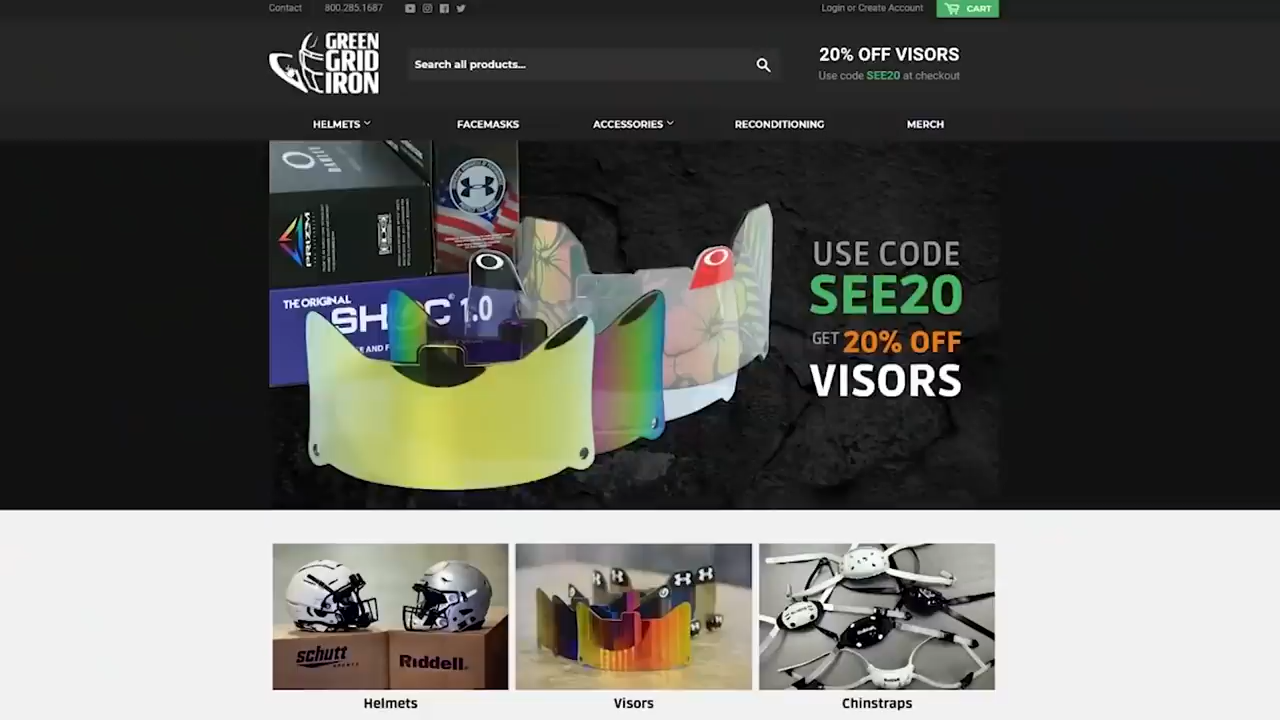 Contact
800.285.1687
Login or Create Account
CART
GREEN
GRID
IRON
Search all products...
20% OFF VISORS
Use code SEE20 at checkout
HELMETS
FACEMASKS
ACCESSORIES
RECONDITIONING
MERCH
PRIZM
THE ORIGINAL
1.0
USE CODE
SEE20
GET 20% OFF
VISORS
schutt
SPORTS
Riddell
Helmets
Visors
Chinstraps